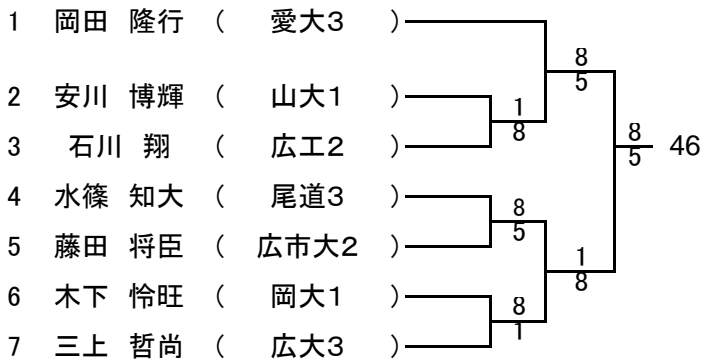 1 岡田 隆行 ( 愛大3 )
8
5
2 安川 博輝 ( 山大1 )
1
8
3 石川 翔 ( 広工2 )
8
5
46
4 水篠 知大 ( 尾道3 )
8
5
5 藤田 将臣 ( 広市大2 )
1
8
6 木下 怜旺 ( 岡大1 )
8
1
7 三上 哲尚 ( 広大3 )